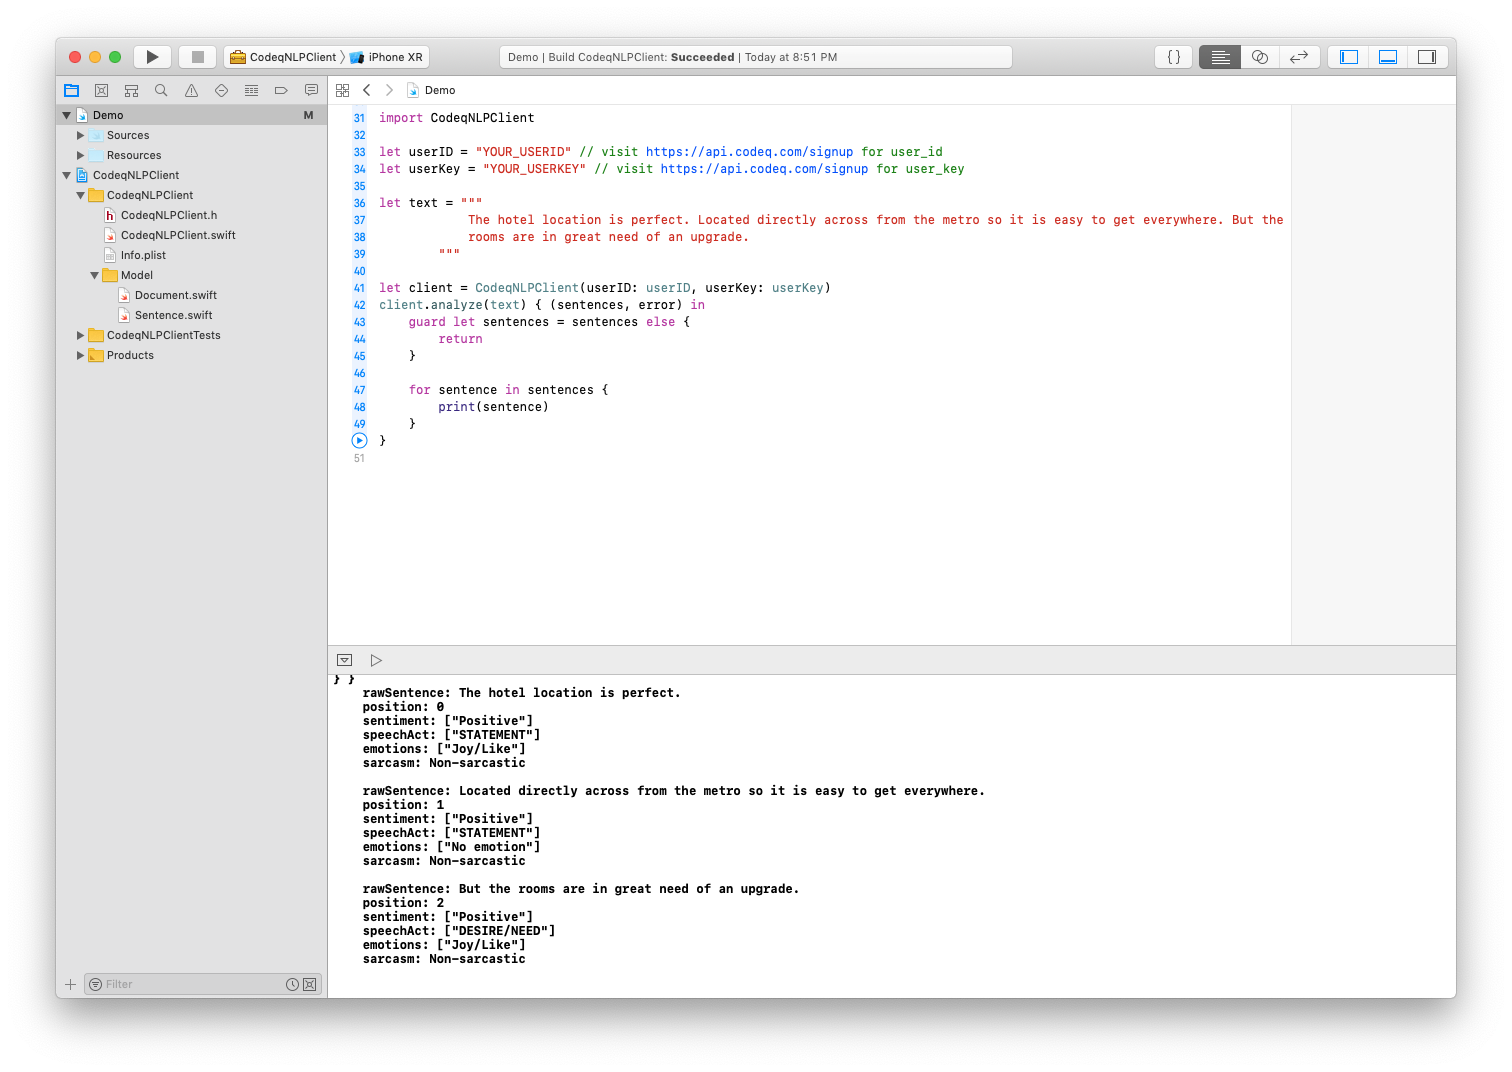 CodeqNLPClient iPhone XR
Demo | Build CodeqNLPClient: Succeeded | Today at 8:51 PM
{ }
Demo
Demo M
Sources
Resources
CodeqNLPClient
CodeqNLPClient
h CodeqNLPClient.h
CodeqNLPClient.swift
Info.plist
Model
Document.swift
Sentence.swift
CodeqNLPClientTests
Products
Filter
31 import CodeqNLPClient
32
33 let userID = "YOUR_USERID" // visit https://api.codeq.com/signup for user_id
34 let userKey = "YOUR_USERKEY" // visit https://api.codeq.com/signup for user_key
35
36 let text = """
37 The hotel location is perfect. Located directly across from the metro so it is easy to get everywhere. But the
38 rooms are in great need of an upgrade.
39 """
40
41 let client = CodeqNLPClient(userID: userID, userKey: userKey)
42 client.analyze(text) { (sentences, error) in
43 guard let sentences = sentences else {
44 return
45 }
46
47 for sentence in sentences {
48 print(sentence)
49 }
}
51
} }
rawSentence: The hotel location is perfect.
position: 0
sentiment: ["Positive"]
speechAct: ["STATEMENT"]
emotions: ["Joy/Like"]
sarcasm: Non-sarcastic
rawSentence: Located directly across from the metro so it is easy to get everywhere.
position: 1
sentiment: ["Positive"]
speechAct: ["STATEMENT"]
emotions: ["No emotion"]
sarcasm: Non-sarcastic
rawSentence: But the rooms are in great need of an upgrade.
position: 2
sentiment: ["Positive"]
speechAct: ["DESIRE/NEED"]
emotions: ["Joy/Like"]
sarcasm: Non-sarcastic